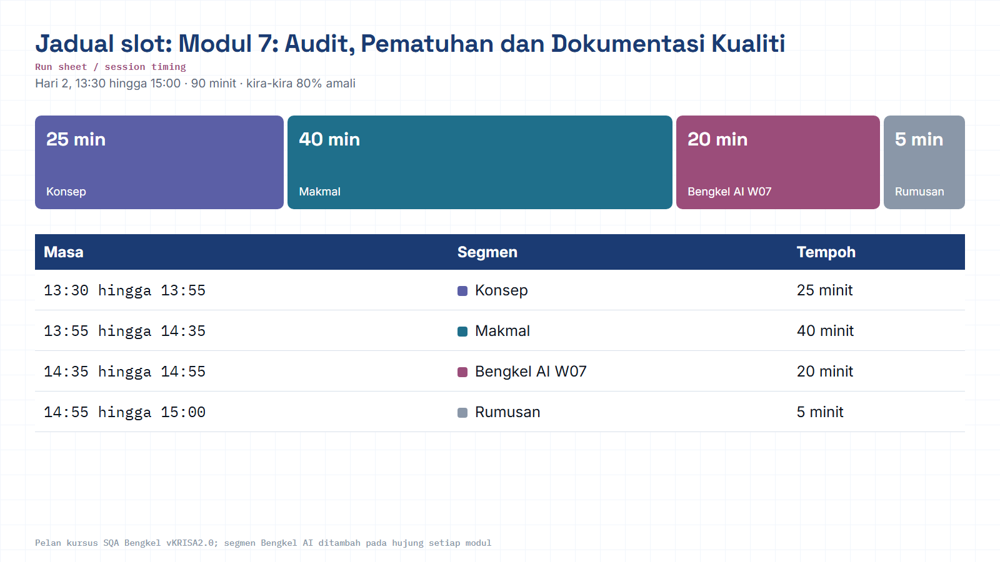 Jadual slot: Modul 7: Audit, Pematuhan dan Dokumentasi Kualiti
Run sheet / session timing
Hari 2, 13:30 hingga 15:00 · 90 minit · kira-kira 80% amali
25 min
Konsep
40 min
Makmal
20 min
Bengkel AI W07
5 min
Rumusan
Masa Segmen Tempoh
13:30 hingga 13:55 Konsep 25 minit
13:55 hingga 14:35 Makmal 40 minit
14:35 hingga 14:55 Bengkel AI W07 20 minit
14:55 hingga 15:00 Rumusan 5 minit
Pelan kursus SQA Bengkel vKRISA2.0; segmen Bengkel AI ditambah pada hujung setiap modul